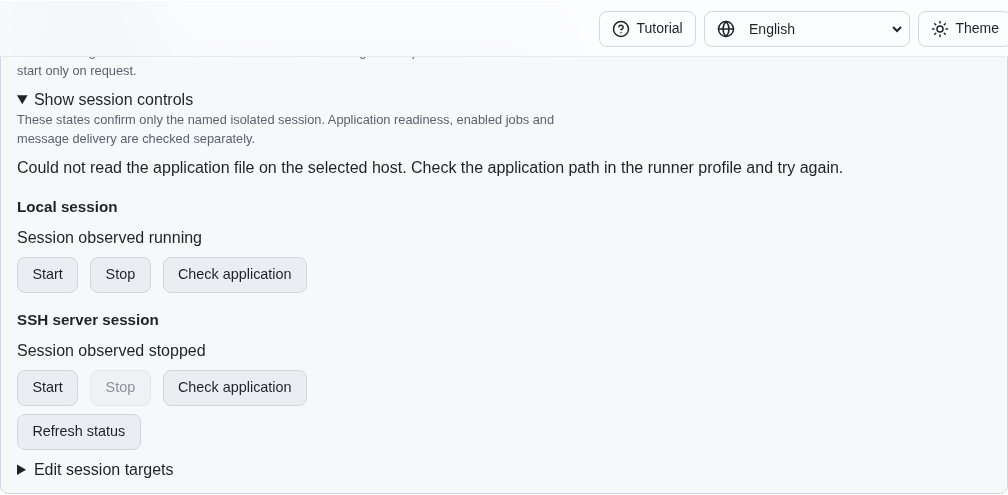 Tutorial
English
Theme
start only on request.
Show session controls
These states confirm only the named isolated session. Application readiness, enabled jobs and
message delivery are checked separately.
Could not read the application file on the selected host. Check the application path in the runner profile and try again.
Local session
Session observed running
Start
Stop
Check application
SSH server session
Session observed stopped
Start
Stop
Check application
Refresh status
Edit session targets